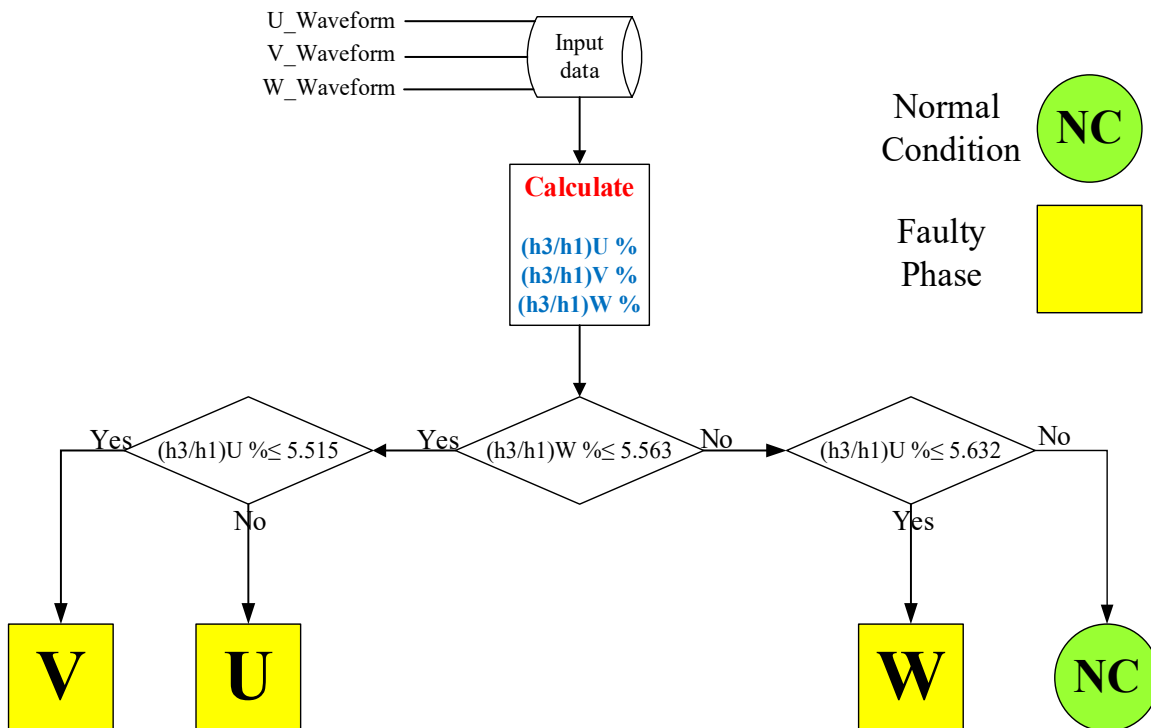 U_Waveform
V_Waveform
W_Waveform
Input
data
Normal
Condition
NC
Calculate
(h3/h1)U %
(h3/h1)V %
(h3/h1)W %
Faulty
Phase
Yes
(h3/h1)U %≤ 5.515
Yes
(h3/h1)W %≤ 5.563
No
(h3/h1)U %≤ 5.632
No
No
Yes
V
U
W
NC